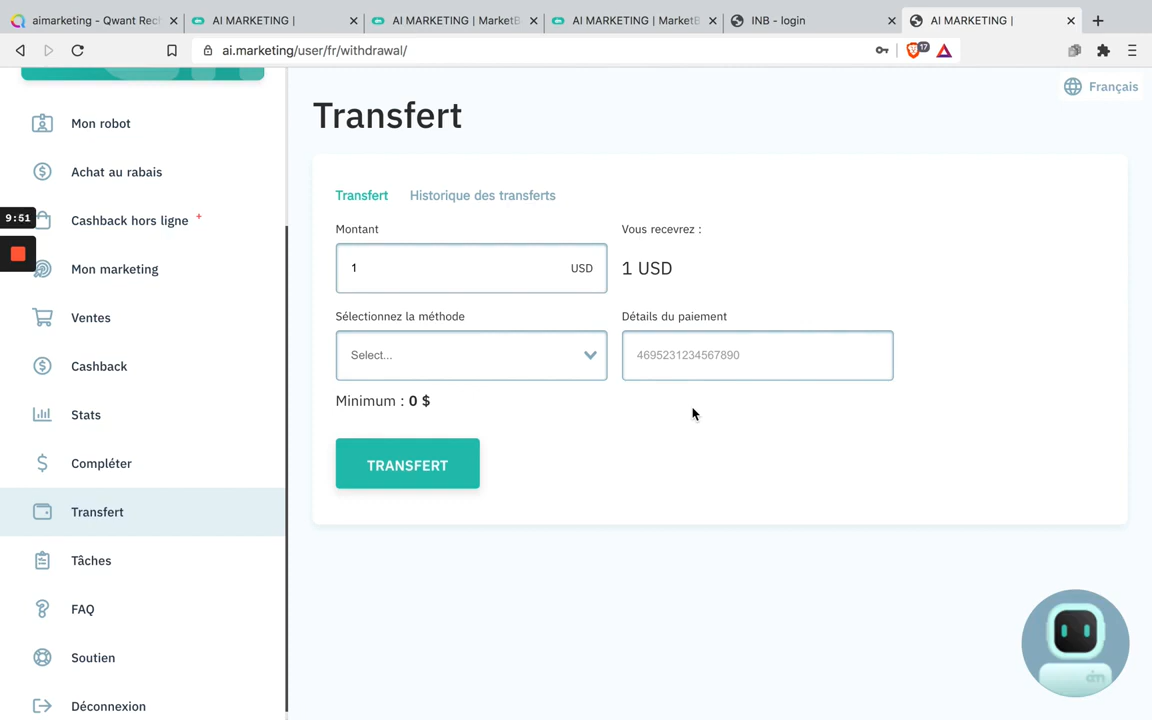 aimarketing - Qwant Rec
AI MARKETING |
AI MARKETING | MarketB
AI MARKETING | MarketB
INB - login
AI MARKETING |
ai.marketing/user/fr/withdrawal/
17
Français
Transfert
Mon robot
Achat au rabais
Cashback hors ligne +
9:51
Mon marketing
Ventes
Cashback
Stats
Compléter
Transfert
Tâches
FAQ
Soutien
Déconnexion
Transfert Historique des transferts
Montant Vous recevrez :
1 USD 1 USD
Sélectionnez la méthode Détails du paiement
Select... 4695231234567890
Minimum : 0 $
TRANSFERT
aim